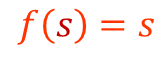 f(s) = s